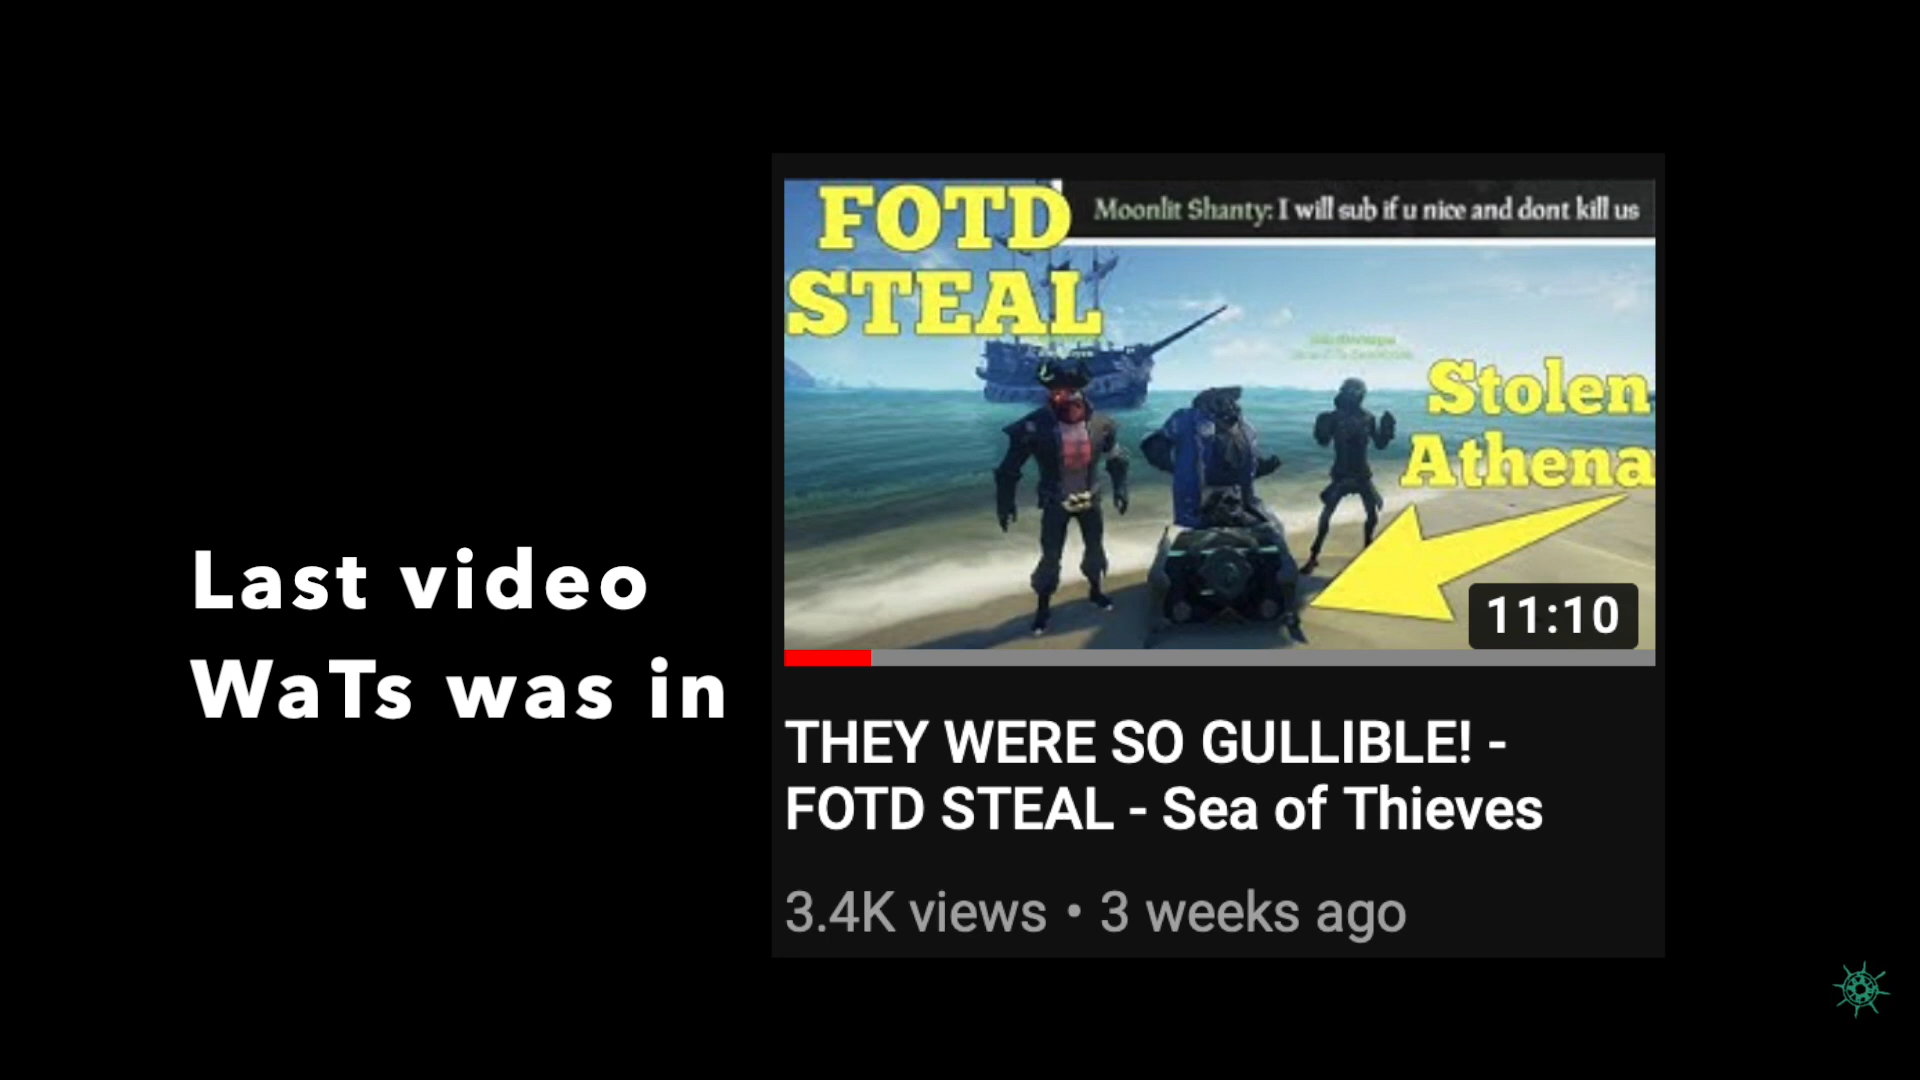 Last video
WaTs was in
FOTD
STEAL
Moonlit Shanty: I will sub if u nice and dont kill us
Stolen
Athena
11:10
THEY WERE SO GULLIBLE! -
FOTD STEAL - Sea of Thieves
3.4K views • 3 weeks ago